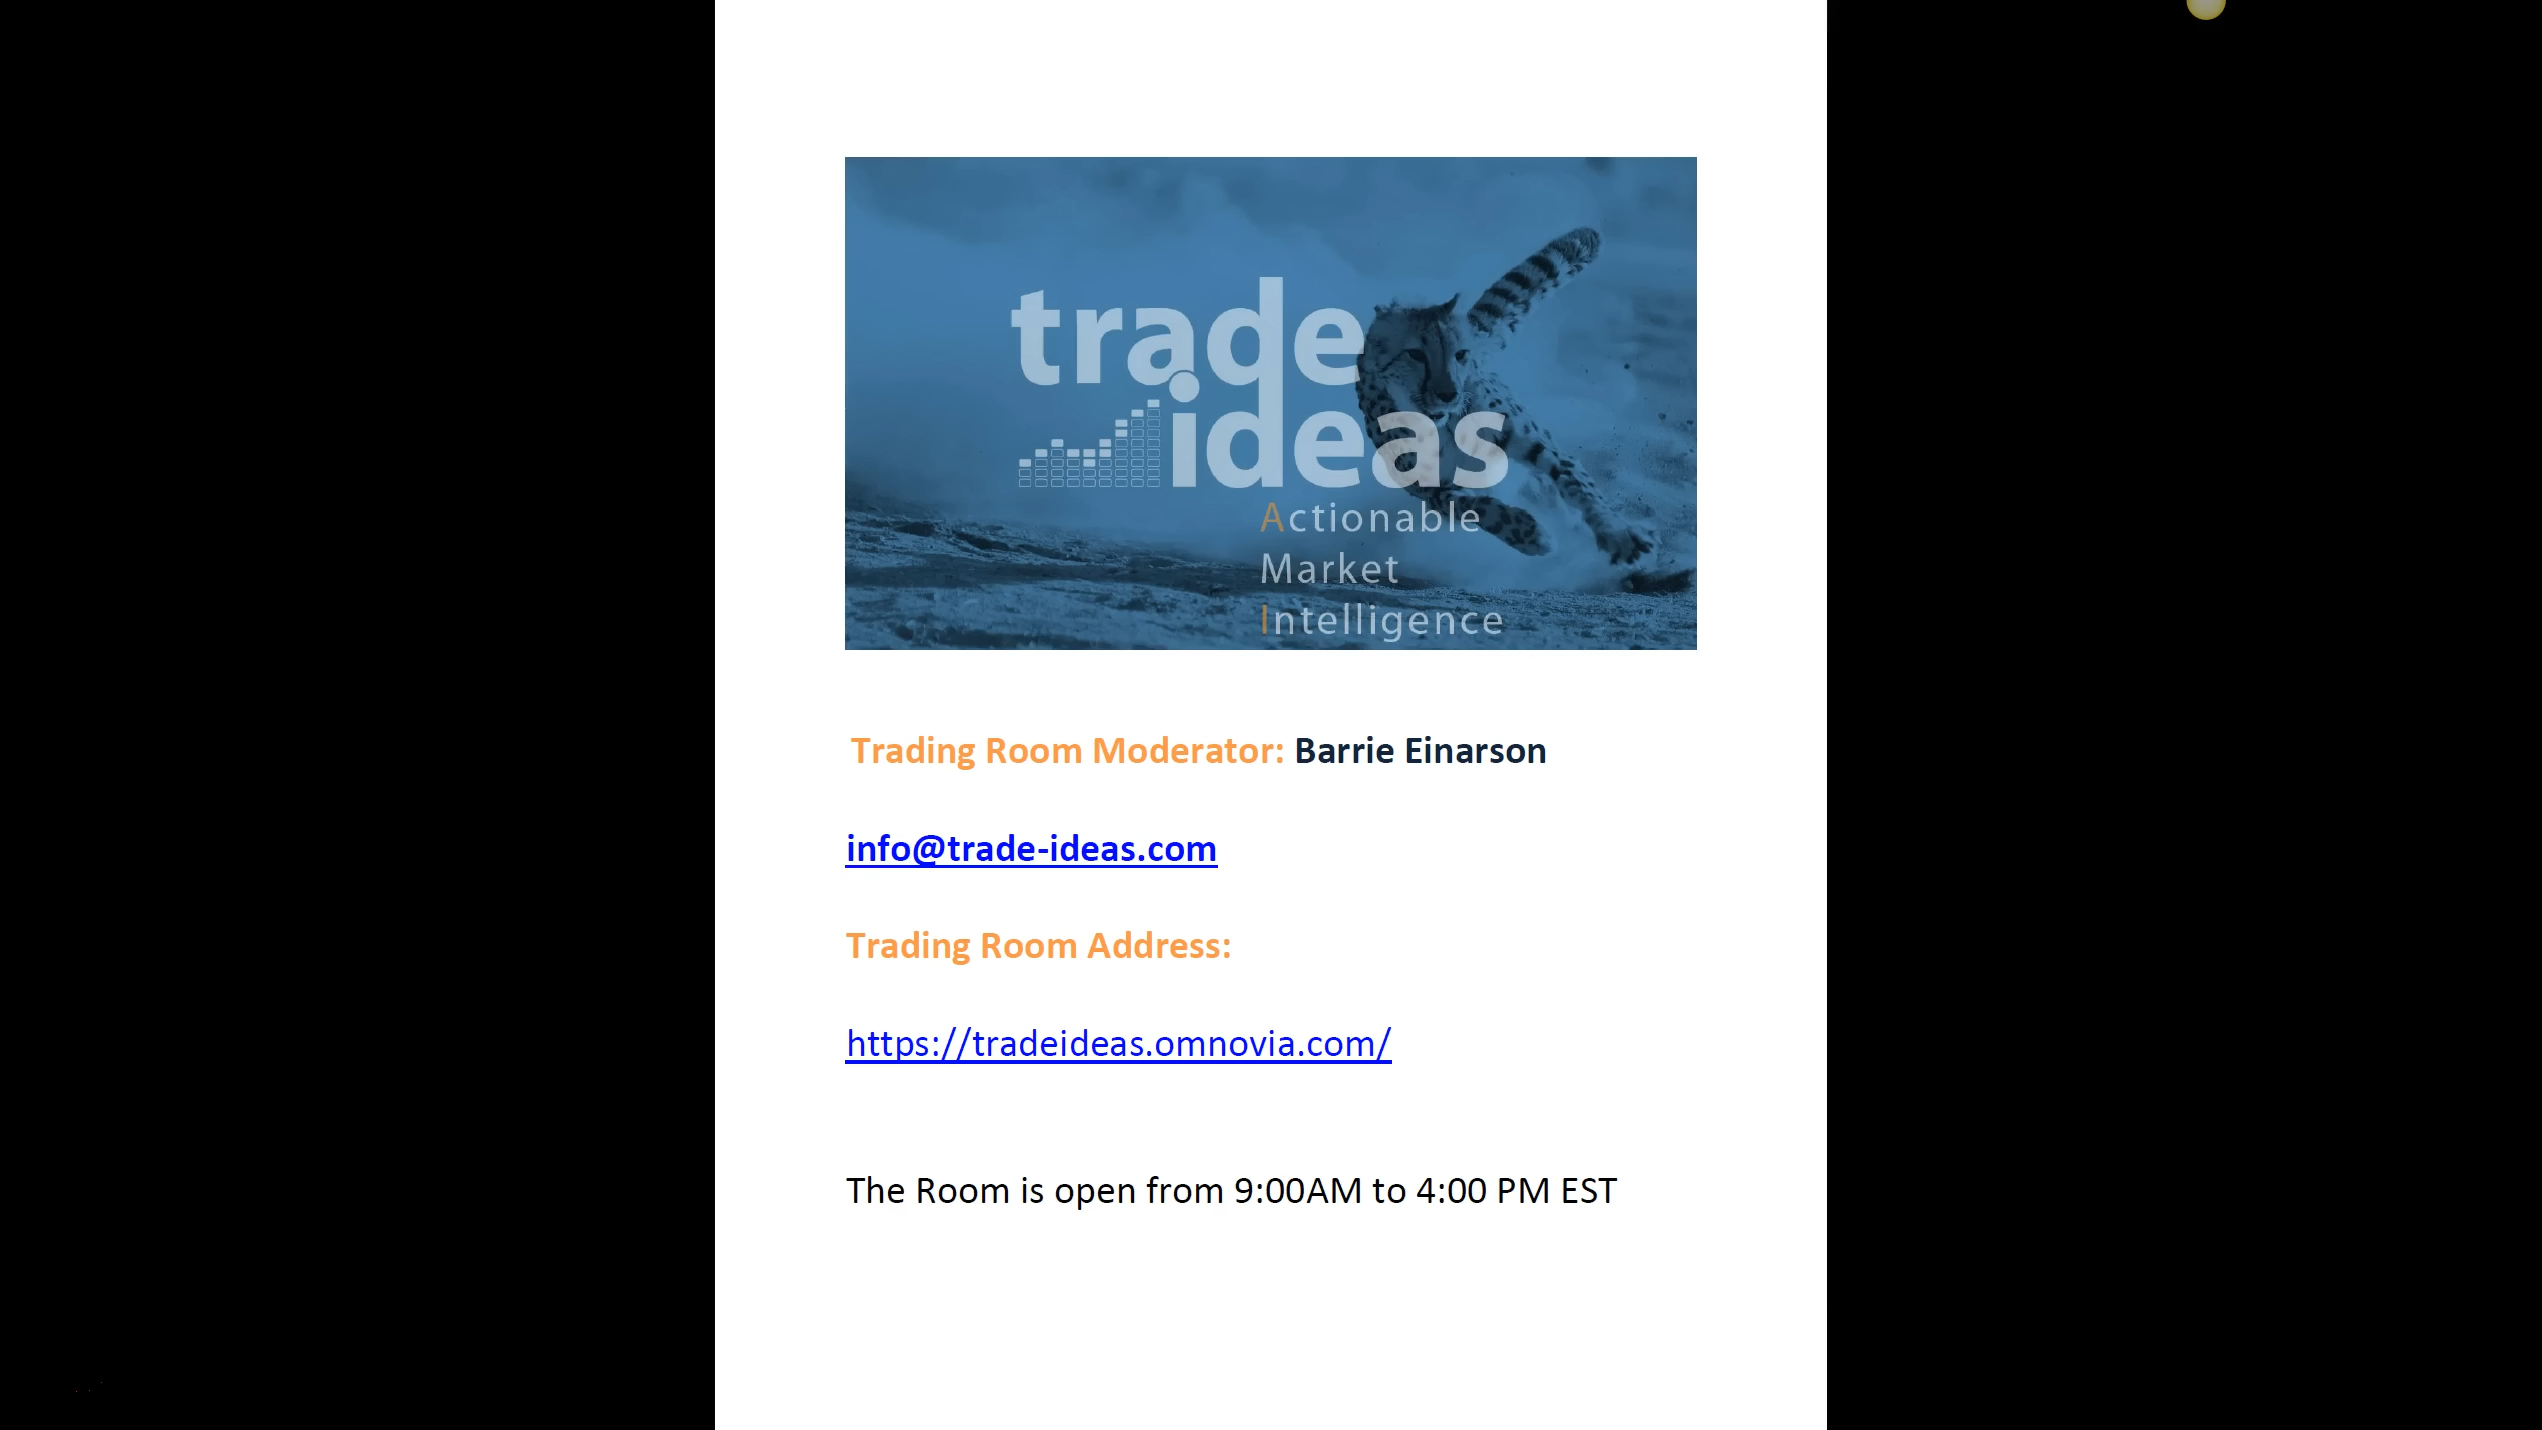 trade
ideas
Actionable
Market
Intelligence
Trading Room Moderator: Barrie Einarson
info@trade-ideas.com
Trading Room Address:
https://tradeideas.omnovia.com/
The Room is open from 9:00AM to 4:00 PM EST